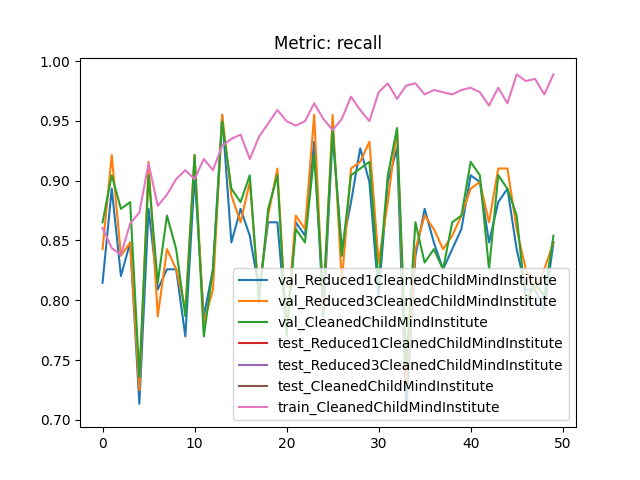 Metric: recall
1.00
0.95
0.90
0.85
0.80
0.75
0.70
val_Reduced1CleanedChildMindInstitute
val_Reduced3CleanedChildMindInstitute
val_CleanedChildMindInstitute
test_Reduced1CleanedChildMindInstitute
test_Reduced3CleanedChildMindInstitute
test_CleanedChildMindInstitute
train_CleanedChildMindInstitute
0 10 20 30 40 50